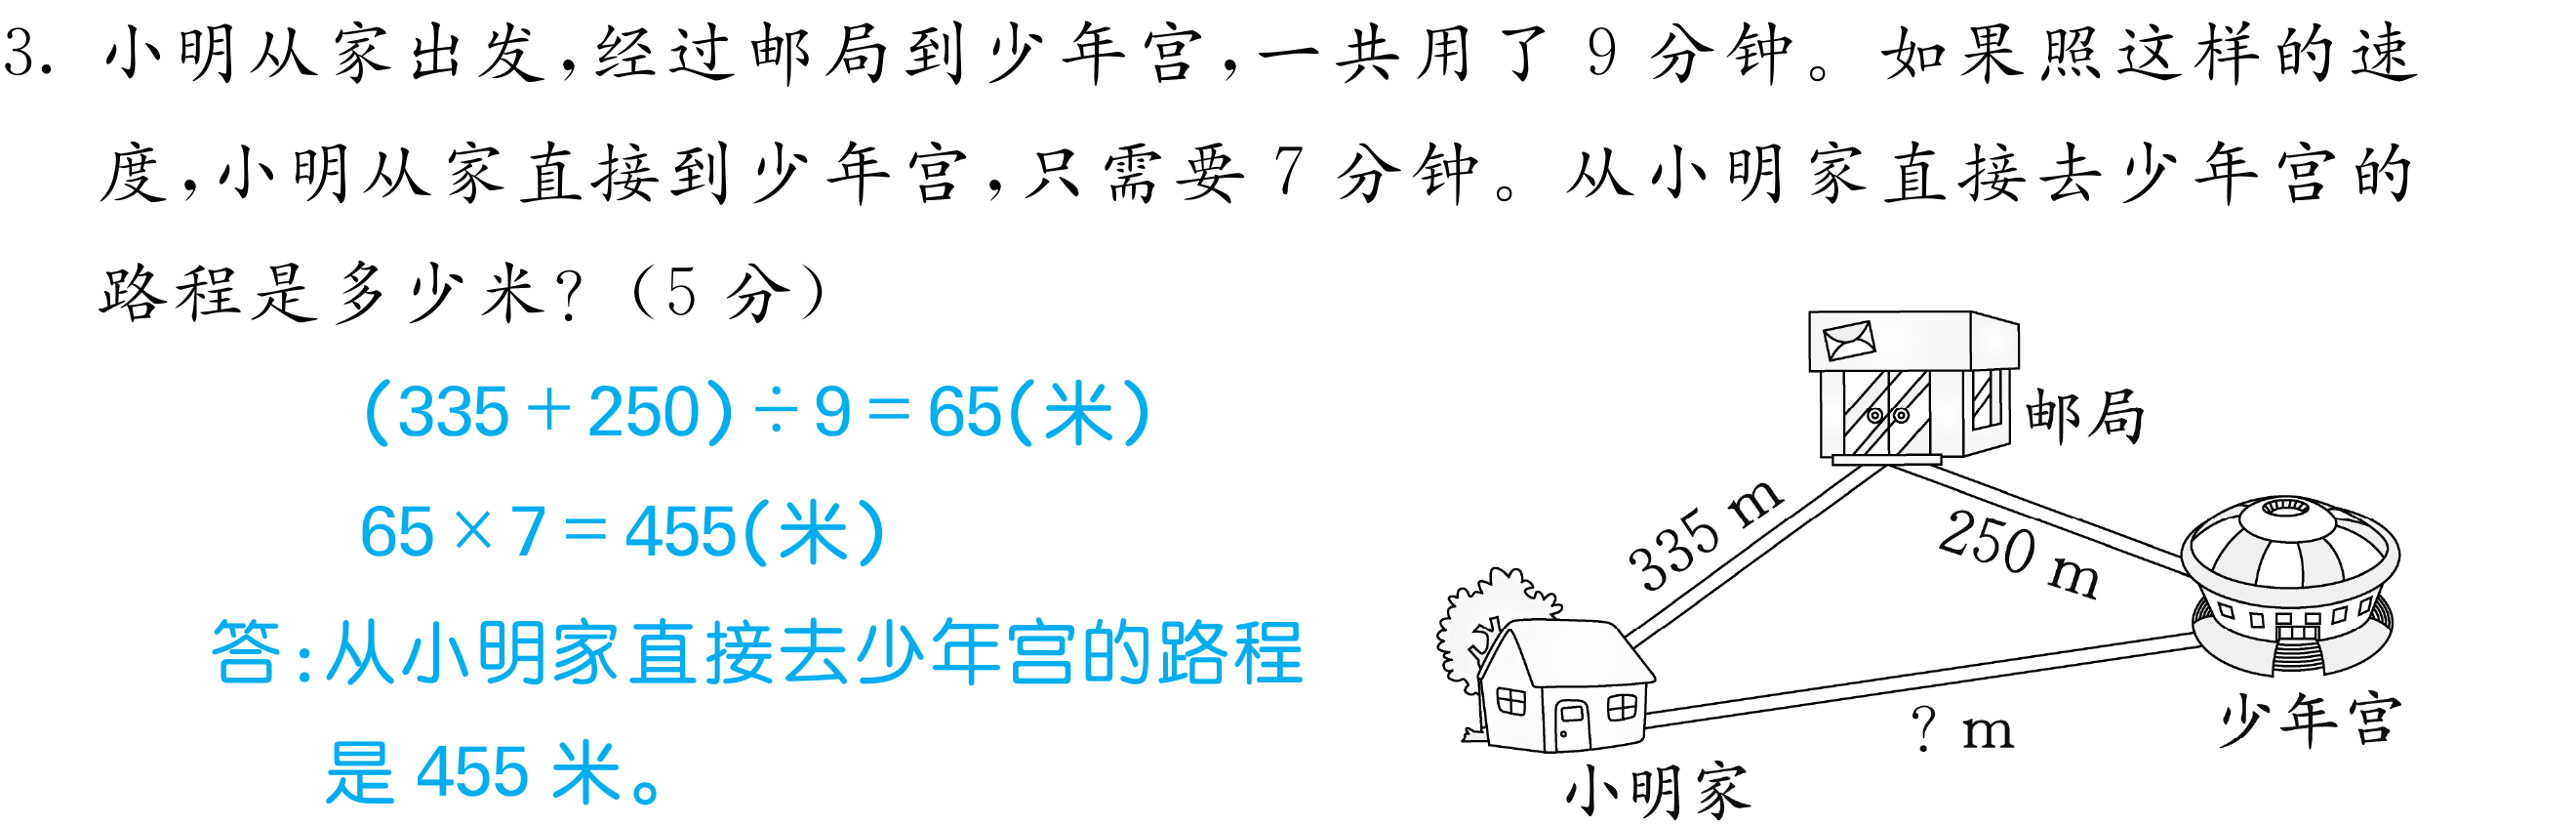 3. 小明从家出发,经过邮局到少年宫,一共用了 9 分钟。如果照这样的速
度,小明从家直接到少年宫,只需要 7 分钟。从小明家直接去少年宫的
路程是多少米?(5 分)
(335+250)÷9=65(米)
65×7=455(米)
答:从小明家直接去少年宫的路程
是 455 米。
邮局
335 m
250 m
? m
少年宫
小明家